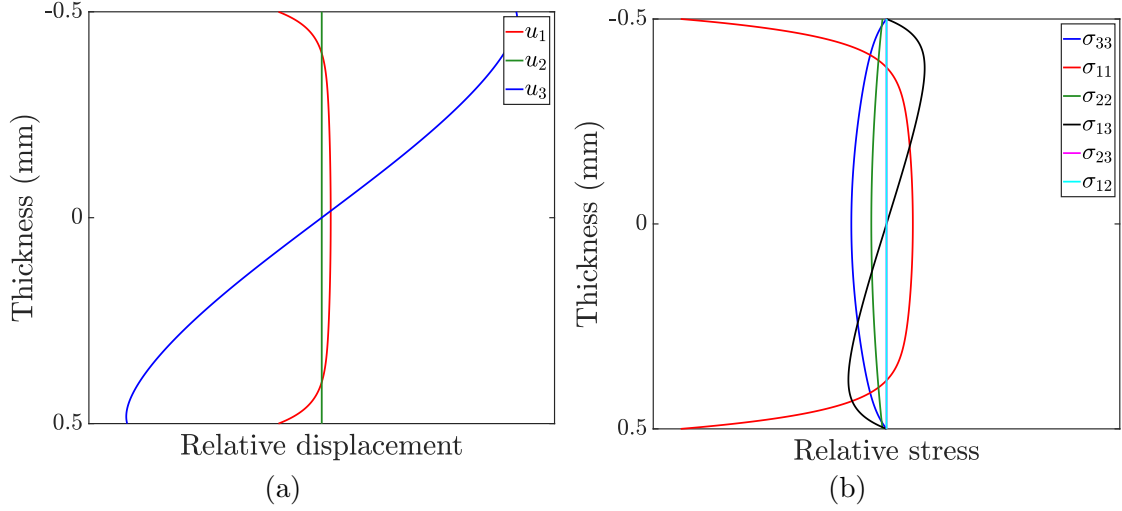 -0.5
0
0.5
Thickness (mm)
Relative displacement
u₁
u₂
u₃
(a)
-0.5
0
0.5
Thickness (mm)
Relative stress
σ₃₃
σ₁₁
σ₂₂
σ₁₃
σ₂₃
σ₁₂
(b)